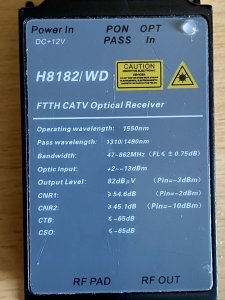 Power In PON OPT
DC+12V PASS In
H8182/WD
CAUTION
FTTH CATV Optical Receiver
Operating wavelength: 1550nm
Pass wavelength: 1310/1490nm
Bandwidth: 47-862MHz (FL≤ ± 0.75dB)
Optic Input: +2~-13dBm
Output Level: 82dBμV (Pin=-3dBm)
CNR1: ≥54.6dB (Pin=-2dBm)
CNR2: ≥45.1dB (Pin=-10dBm)
CTB: ≤-65dB
CSO: ≤-65dB
RF PAD RF OUT